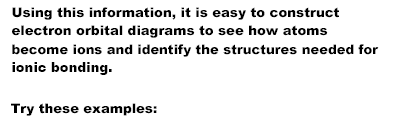 Using this information, it is easy to construct
electron orbital diagrams to see how atoms
become ions and identify the structures needed for
ionic bonding.
Try these examples: